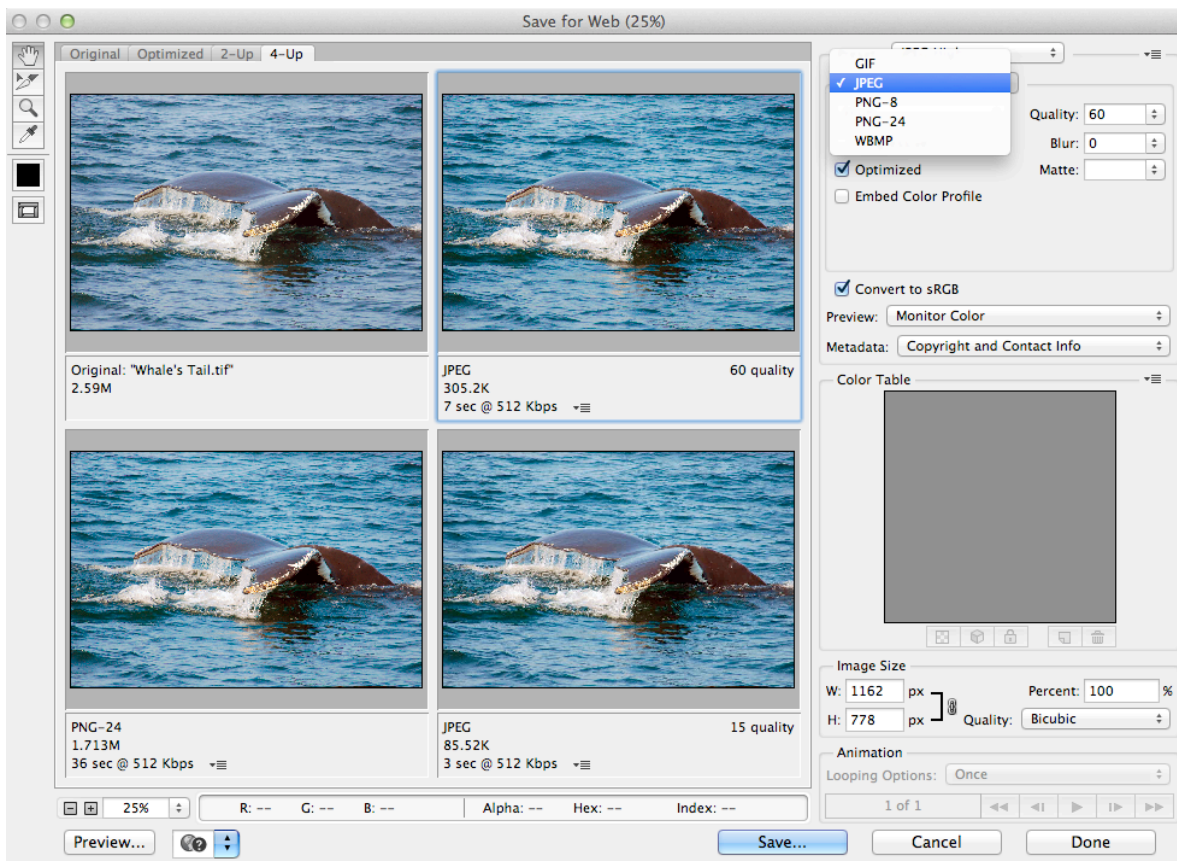 Save for Web (25%)
Original Optimized 2-Up 4-Up
GIF
✓ JPEG
PNG-8
PNG-24
WBMP
Quality: 60
Blur: 0
Optimized
Matte:
Embed Color Profile
Convert to sRGB
Preview: Monitor Color
Metadata: Copyright and Contact Info
Original: "Whale's Tail.tif"
2.59M
JPEG 60 quality
305.2K
7 sec @ 512 Kbps
Color Table
PNG-24
1.713M
36 sec @ 512 Kbps
JPEG 15 quality
85.52K
3 sec @ 512 Kbps
Image Size
W: 1162 px Percent: 100 %
H: 778 px Quality: Bicubic
Animation
Looping Options: Once
1 of 1
25%
R: -- G: -- B: -- Alpha: -- Hex: -- Index: --
Preview... Save... Cancel Done